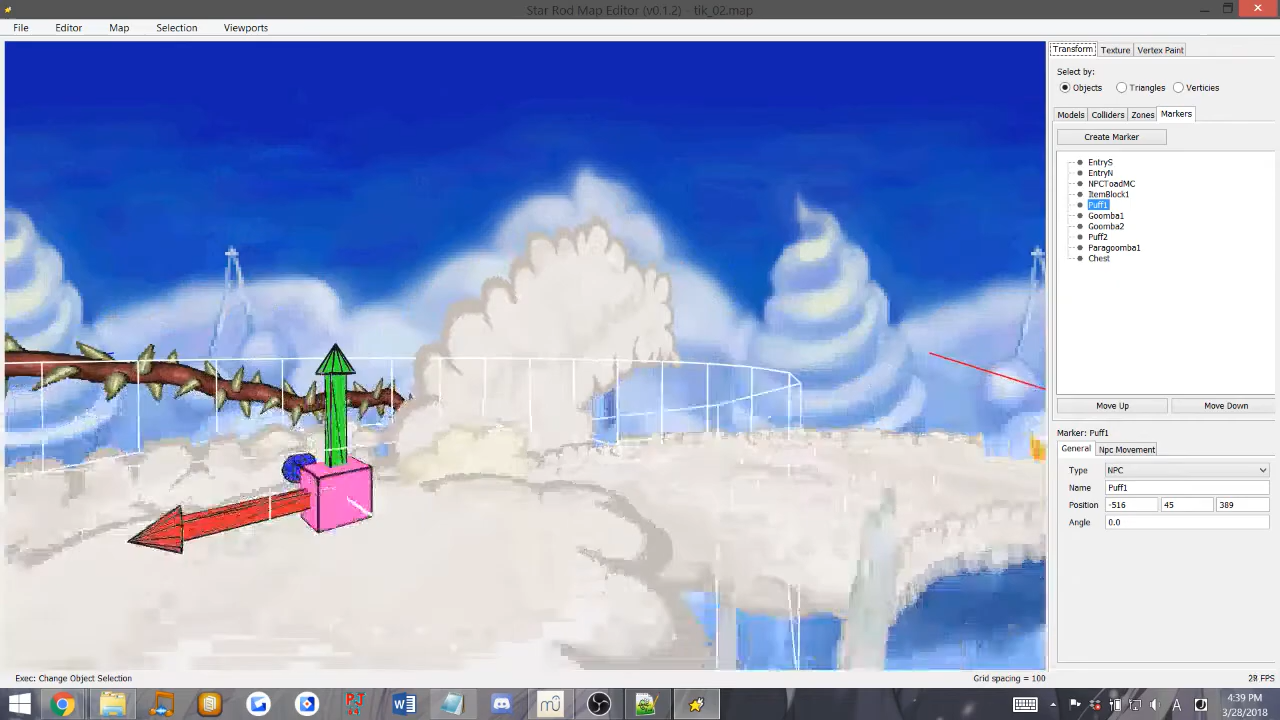 Star Rod Map Editor (v0.1.2) - tik_02.map
File Editor Map Selection Viewports
Transform Texture Vertex Paint
Select by:
Objects Triangles Verticies
Models Colliders Zones Markers
Create Marker
EntryS
EntryN
NPCToadMC
ItemBlock1
Puff1
Goomba1
Goomba2
Puff2
Paragoomba1
Chest
Move Up Move Down
Marker: Puff1
General Npc Movement
Type NPC
Name Puff1
Position -516 45 389
Angle 0.0
Exec: Change Object Selection Grid spacing = 100 28 FPS
4:39 PM
3/28/2018